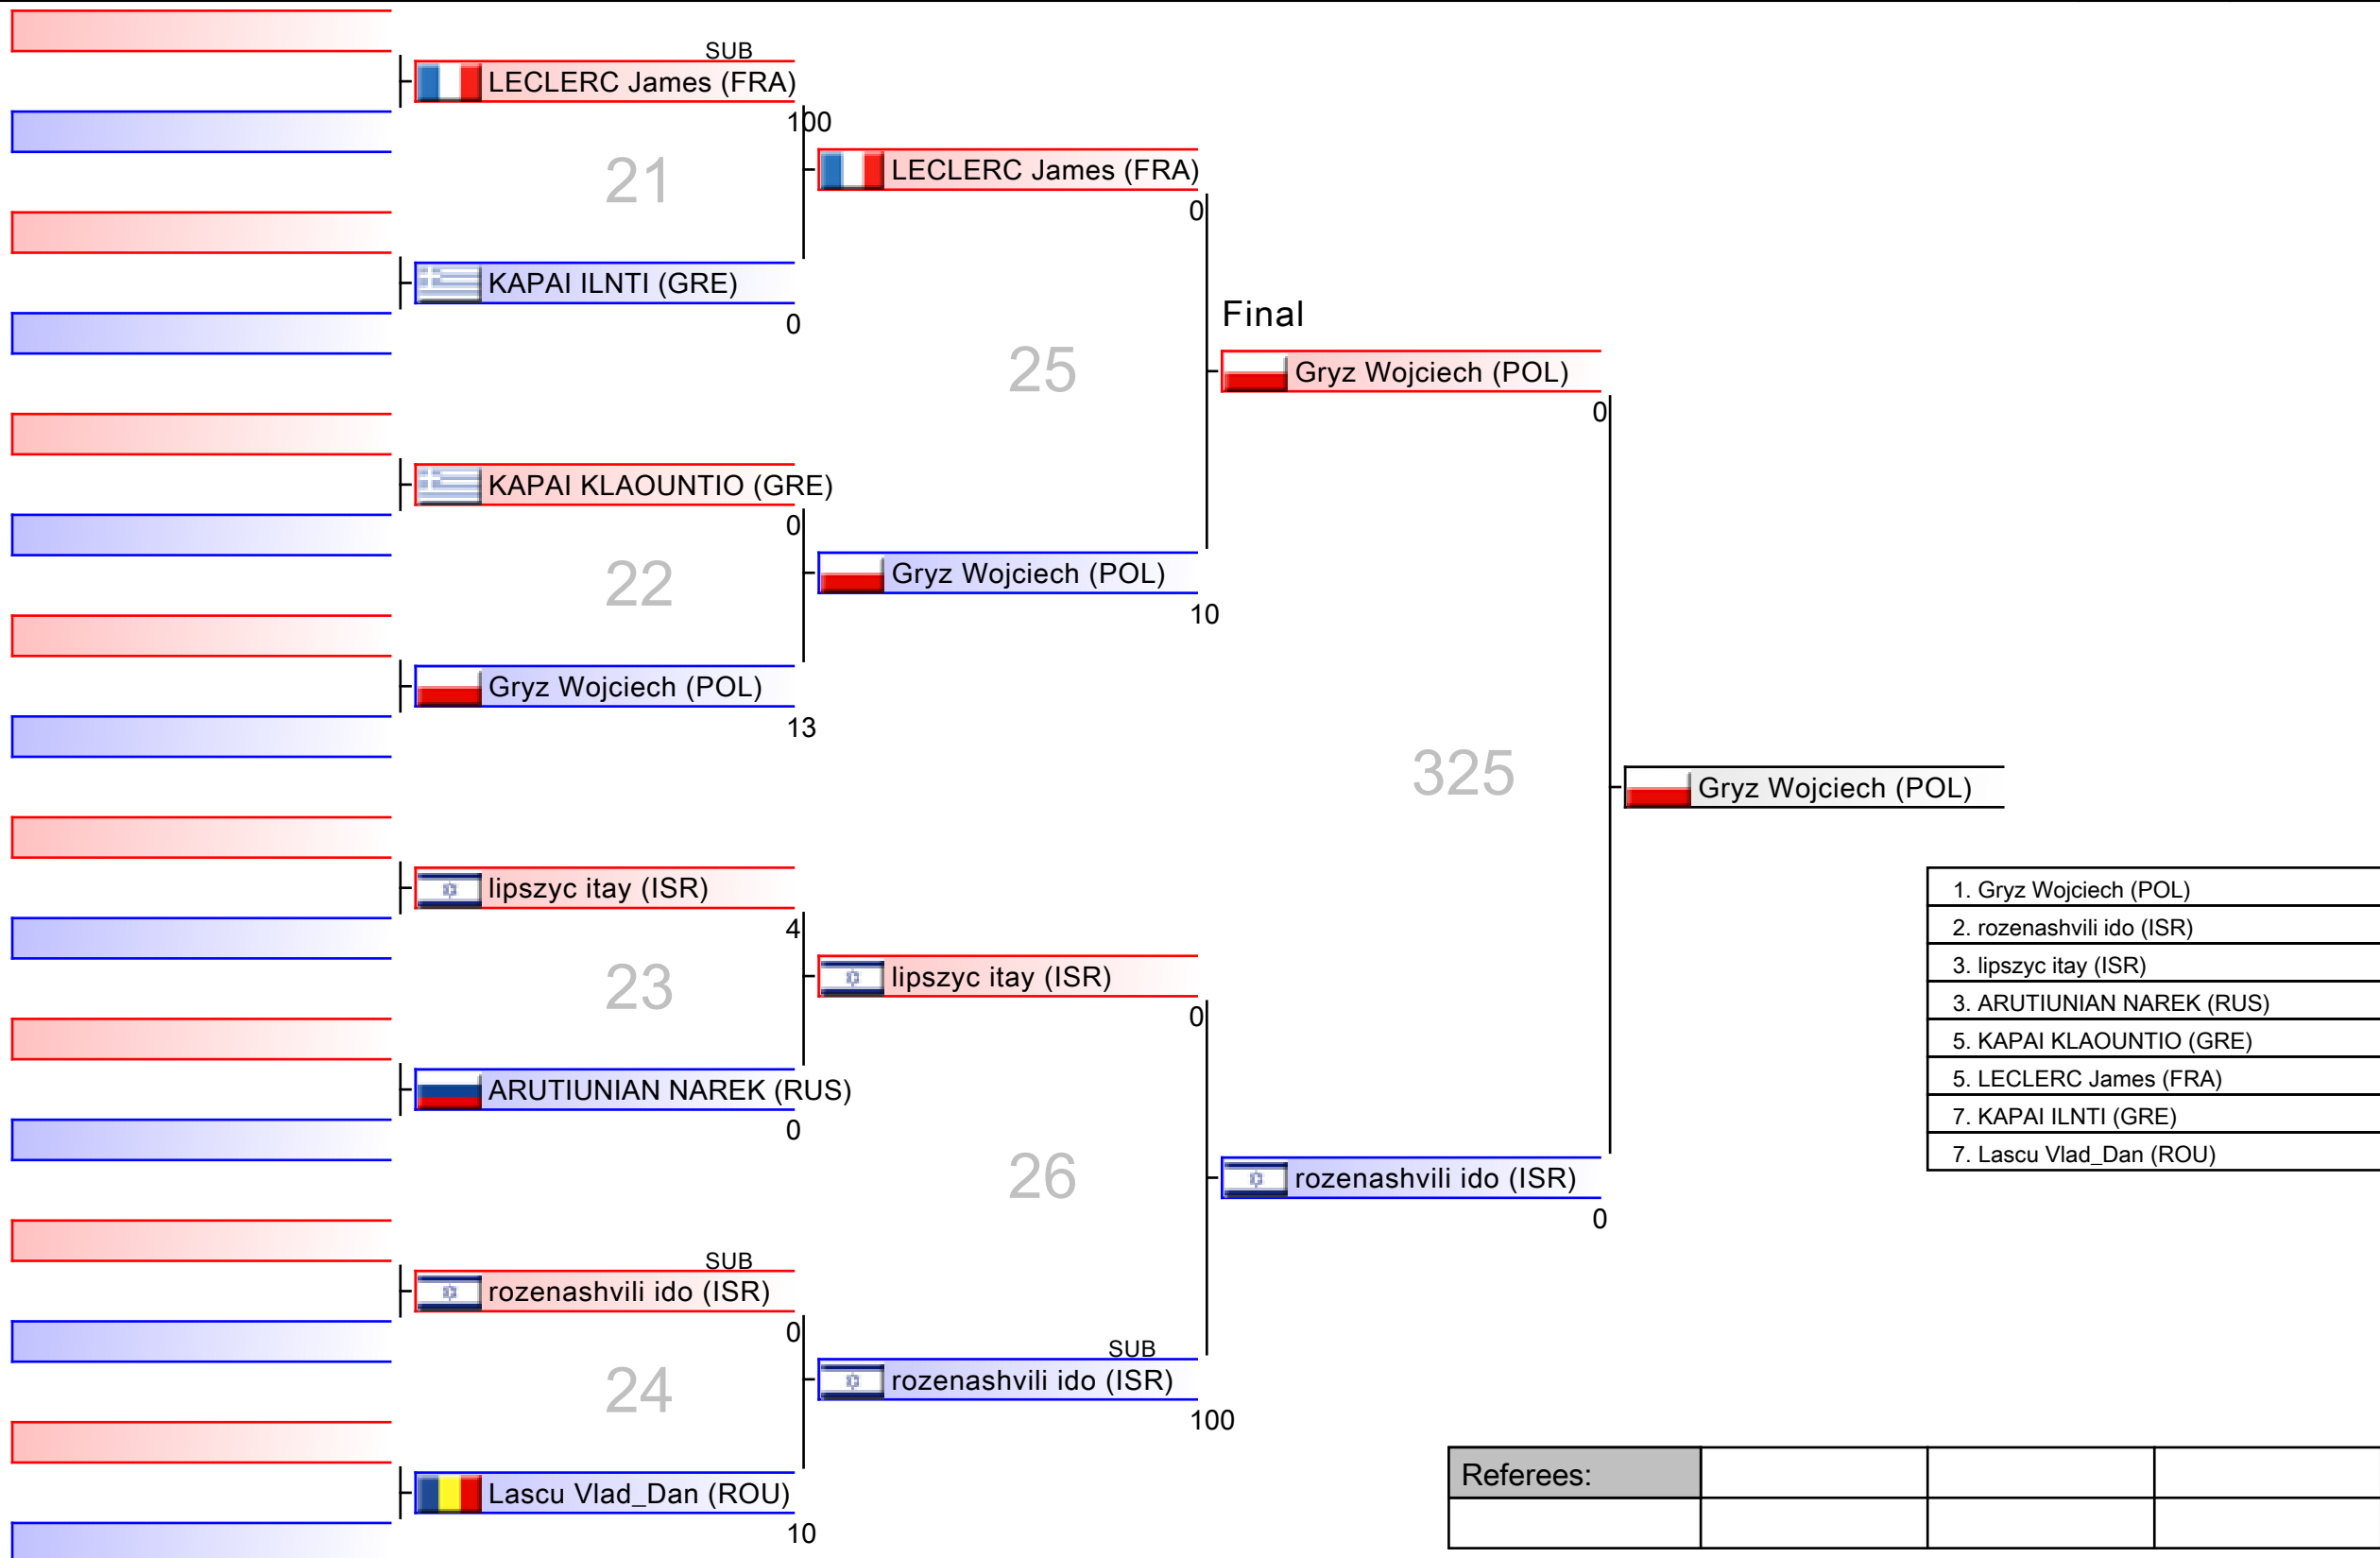 SUB
LECLERC James (FRA)
100
21
LECLERC James (FRA)
0
KAPAI ILNTI (GRE)
0
Final
25
Gryz Wojciech (POL)
0
KAPAI KLAOUNTIO (GRE)
0
22
Gryz Wojciech (POL)
10
Gryz Wojciech (POL)
13
325
Gryz Wojciech (POL)
lipszyc itay (ISR)
4
23
lipszyc itay (ISR)
0
ARUTIUNIAN NAREK (RUS)
0
26
rozenashvili ido (ISR)
0
SUB
rozenashvili ido (ISR)
0
24
SUB
rozenashvili ido (ISR)
100
Lascu Vlad_Dan (ROU)
10
1. Gryz Wojciech (POL)
2. rozenashvili ido (ISR)
3. lipszyc itay (ISR)
3. ARUTIUNIAN NAREK (RUS)
5. KAPAI KLAOUNTIO (GRE)
5. LECLERC James (FRA)
7. KAPAI ILNTI (GRE)
7. Lascu Vlad_Dan (ROU)
Referees: